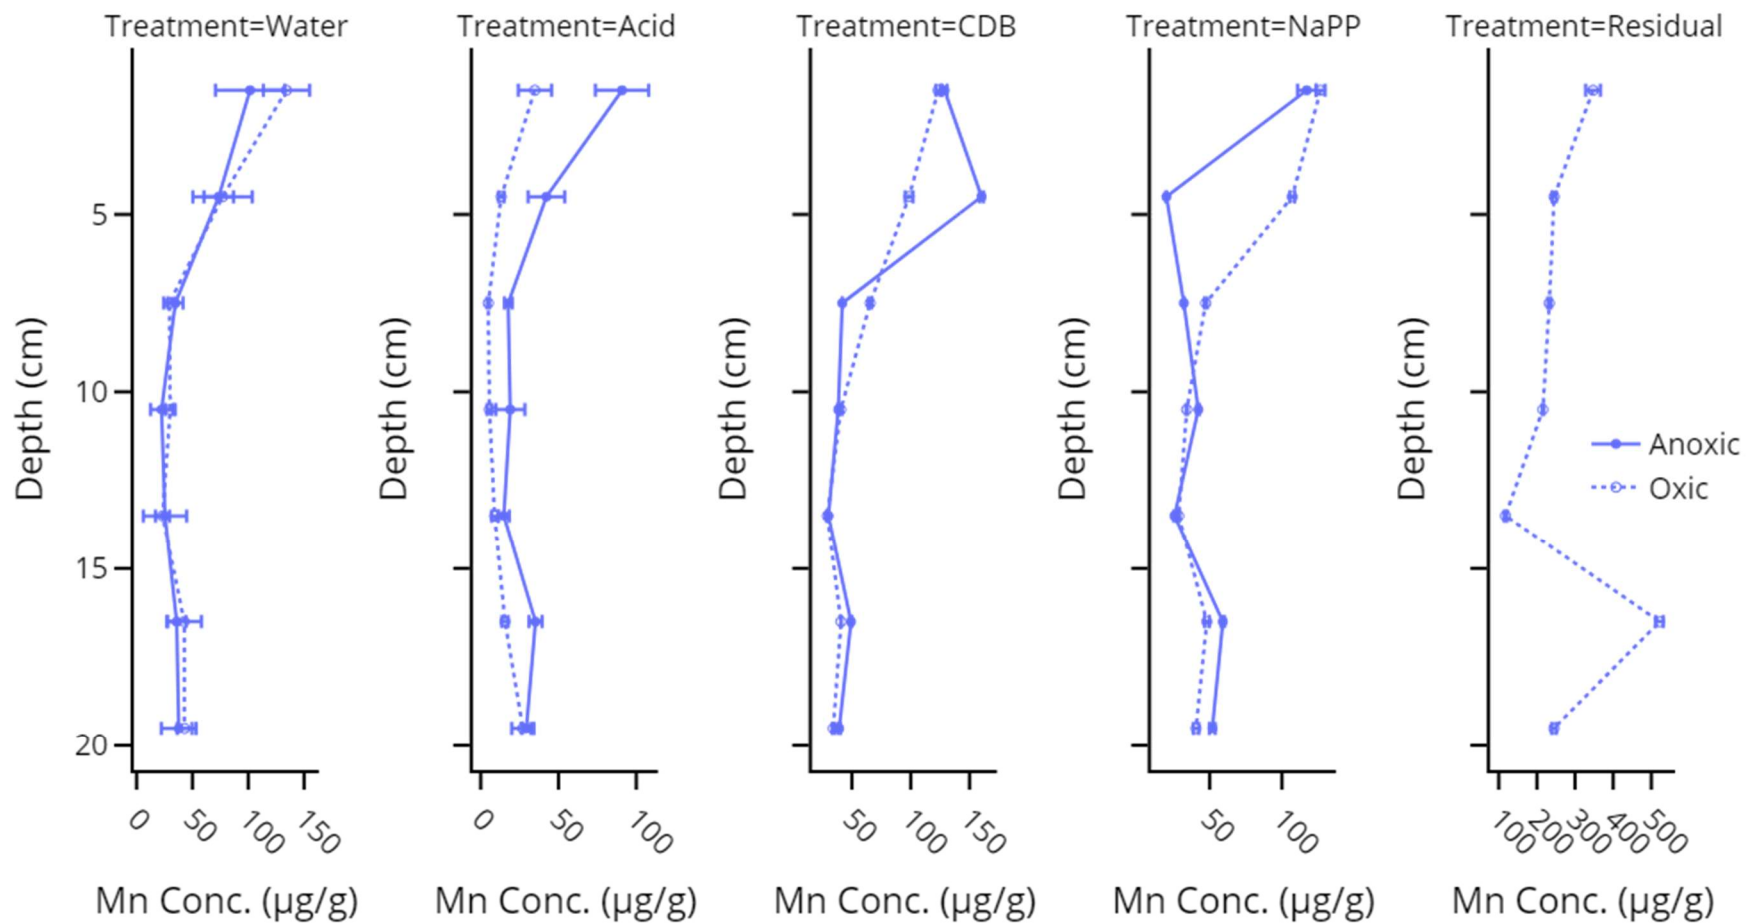 Treatment=Water
Treatment=Acid
Treatment=CDB
Treatment=NaPP
Treatment=Residual
5
10
15
20
Depth (cm)
Depth (cm)
Depth (cm)
Depth (cm)
Depth (cm)
Anoxic
Oxic
0 50 100 150
0 50 100
50 100 150
50 100
100 200 300 400 500
Mn Conc. (µg/g)
Mn Conc. (µg/g)
Mn Conc. (µg/g)
Mn Conc. (µg/g)
Mn Conc. (µg/g)